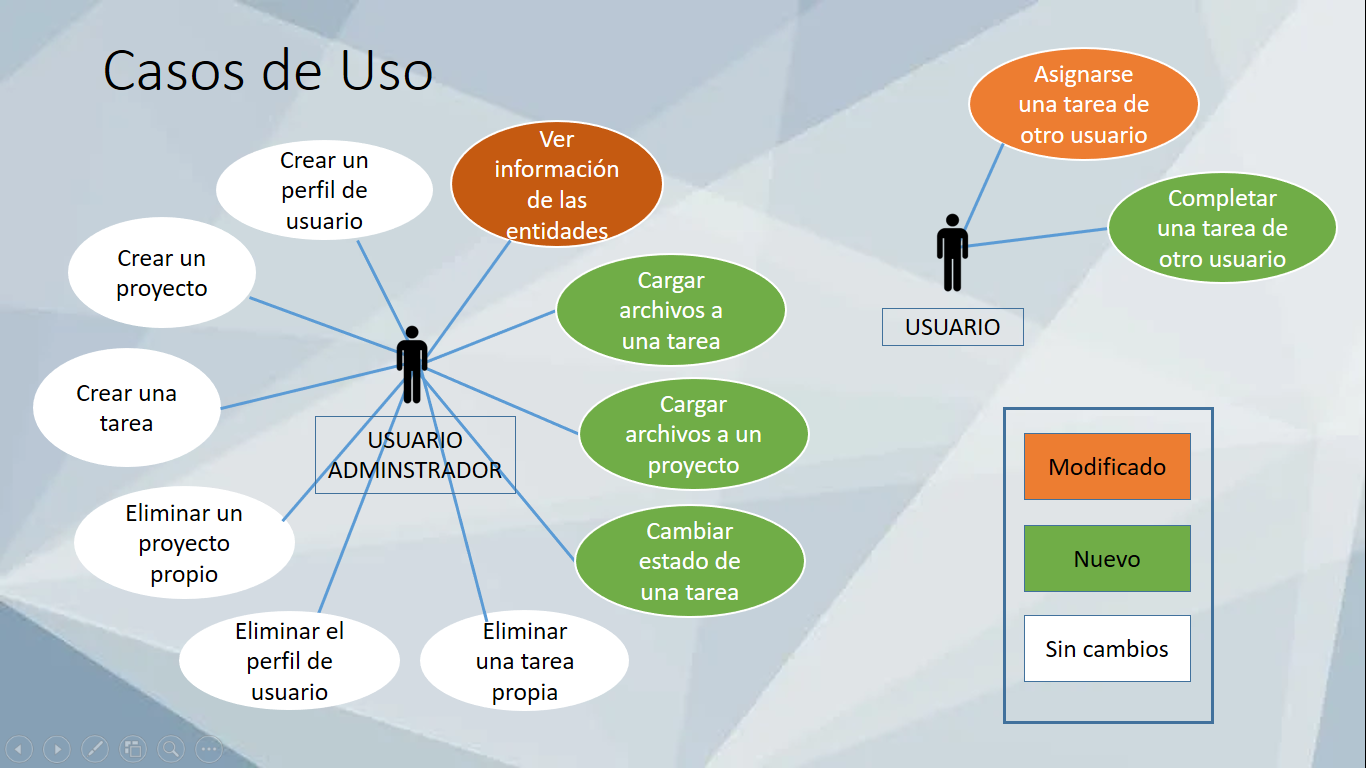 Casos de Uso
Crear un
perfil de
usuario
Ver
información
de las
entidades
Crear un
proyecto
Cargar
archivos a
una tarea
Crear una
tarea
Cargar
archivos a un
proyecto
USUARIO
ADMINSTRADOR
Eliminar un
proyecto
propio
Cambiar
estado de
una tarea
Eliminar el
perfil de
usuario
Eliminar
una tarea
propia
Asignarse
una tarea de
otro usuario
Completar
una tarea de
otro usuario
USUARIO
Modificado
Nuevo
Sin cambios